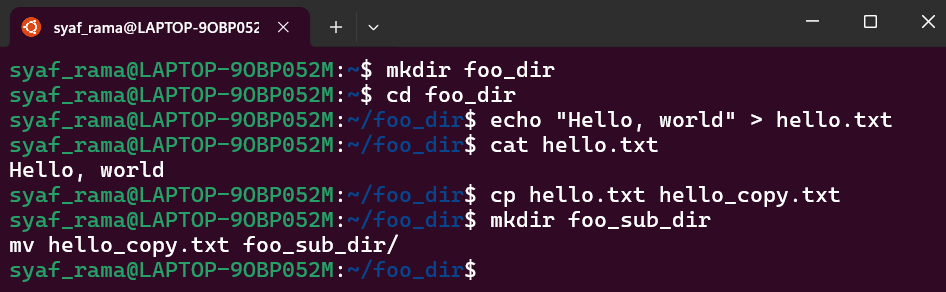 syaf_rama@LAPTOP-9OBP052
syaf_rama@LAPTOP-9OBP052M:~$ mkdir foo_dir
syaf_rama@LAPTOP-9OBP052M:~$ cd foo_dir
syaf_rama@LAPTOP-9OBP052M:~/foo_dir$ echo "Hello, world" > hello.txt
syaf_rama@LAPTOP-9OBP052M:~/foo_dir$ cat hello.txt
Hello, world
syaf_rama@LAPTOP-9OBP052M:~/foo_dir$ cp hello.txt hello_copy.txt
syaf_rama@LAPTOP-9OBP052M:~/foo_dir$ mkdir foo_sub_dir
mv hello_copy.txt foo_sub_dir/
syaf_rama@LAPTOP-9OBP052M:~/foo_dir$